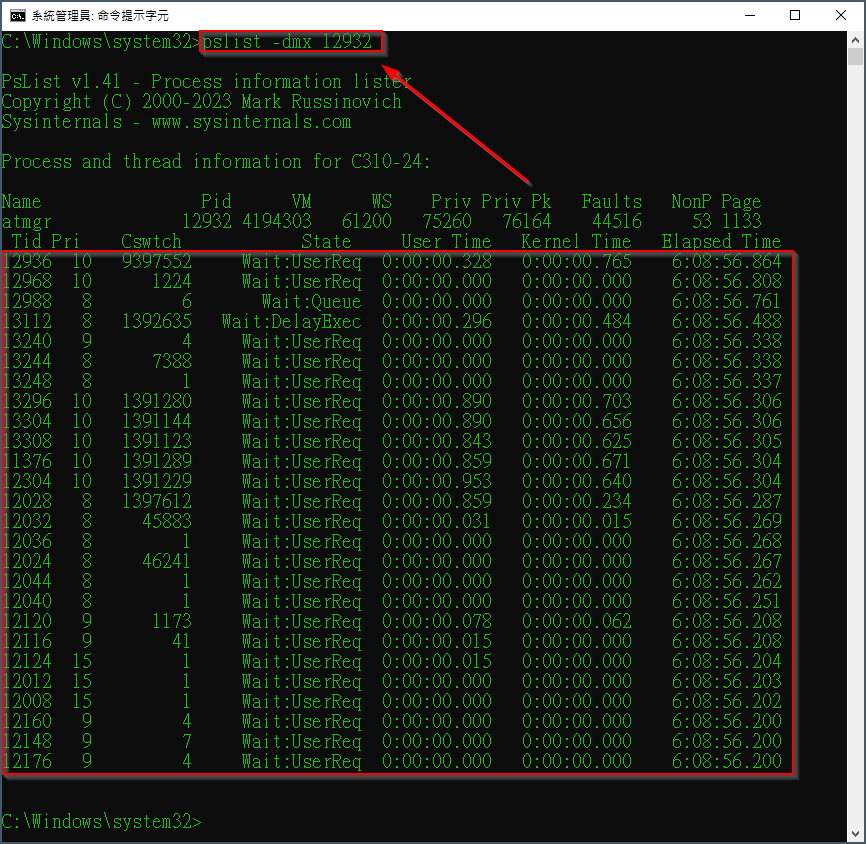 系統管理員: 命令提示字元
C:\Windows\system32>pslist -dmx 12932
PsList v1.41 - Process information lister
Copyright (C) 2000-2023 Mark Russinovich
Sysinternals - www.sysinternals.com
Process and thread information for C310-24:
Name Pid VM WS Priv Priv Pk Faults NonP Page
atmgr 12932 4194303 61200 75260 76164 44516 53 1133
Tid Pri Cswtch State User Time Kernel Time Elapsed Time
12936 10 9397552 Wait:UserReq 0:00:00.328 0:00:00.765 6:08:56.864
12968 10 1224 Wait:UserReq 0:00:00.000 0:00:00.000 6:08:56.808
12988 8 6 Wait:Queue 0:00:00.000 0:00:00.000 6:08:56.761
13112 8 1392635 Wait:DelayExec 0:00:00.296 0:00:00.484 6:08:56.488
13240 9 4 Wait:UserReq 0:00:00.000 0:00:00.000 6:08:56.338
13244 8 7388 Wait:UserReq 0:00:00.000 0:00:00.000 6:08:56.338
13248 8 1 Wait:UserReq 0:00:00.000 0:00:00.000 6:08:56.337
13296 10 1391280 Wait:UserReq 0:00:00.890 0:00:00.703 6:08:56.306
13304 10 1391144 Wait:UserReq 0:00:00.890 0:00:00.656 6:08:56.306
13308 10 1391123 Wait:UserReq 0:00:00.843 0:00:00.625 6:08:56.305
11376 10 1391289 Wait:UserReq 0:00:00.859 0:00:00.671 6:08:56.304
12304 10 1391229 Wait:UserReq 0:00:00.953 0:00:00.640 6:08:56.304
12028 8 1397612 Wait:UserReq 0:00:00.859 0:00:00.234 6:08:56.287
12032 8 45883 Wait:UserReq 0:00:00.031 0:00:00.015 6:08:56.269
12036 8 1 Wait:UserReq 0:00:00.000 0:00:00.000 6:08:56.268
12024 8 46241 Wait:UserReq 0:00:00.000 0:00:00.000 6:08:56.267
12044 8 1 Wait:UserReq 0:00:00.000 0:00:00.000 6:08:56.262
12040 8 1 Wait:UserReq 0:00:00.000 0:00:00.000 6:08:56.251
12120 9 1173 Wait:UserReq 0:00:00.078 0:00:00.062 6:08:56.208
12116 9 41 Wait:UserReq 0:00:00.015 0:00:00.000 6:08:56.208
12124 15 1 Wait:UserReq 0:00:00.015 0:00:00.000 6:08:56.204
12012 15 1 Wait:UserReq 0:00:00.000 0:00:00.000 6:08:56.203
12008 15 1 Wait:UserReq 0:00:00.000 0:00:00.000 6:08:56.202
12160 9 4 Wait:UserReq 0:00:00.000 0:00:00.000 6:08:56.200
12148 9 7 Wait:UserReq 0:00:00.000 0:00:00.000 6:08:56.200
12176 9 4 Wait:UserReq 0:00:00.000 0:00:00.000 6:08:56.200
C:\Windows\system32>